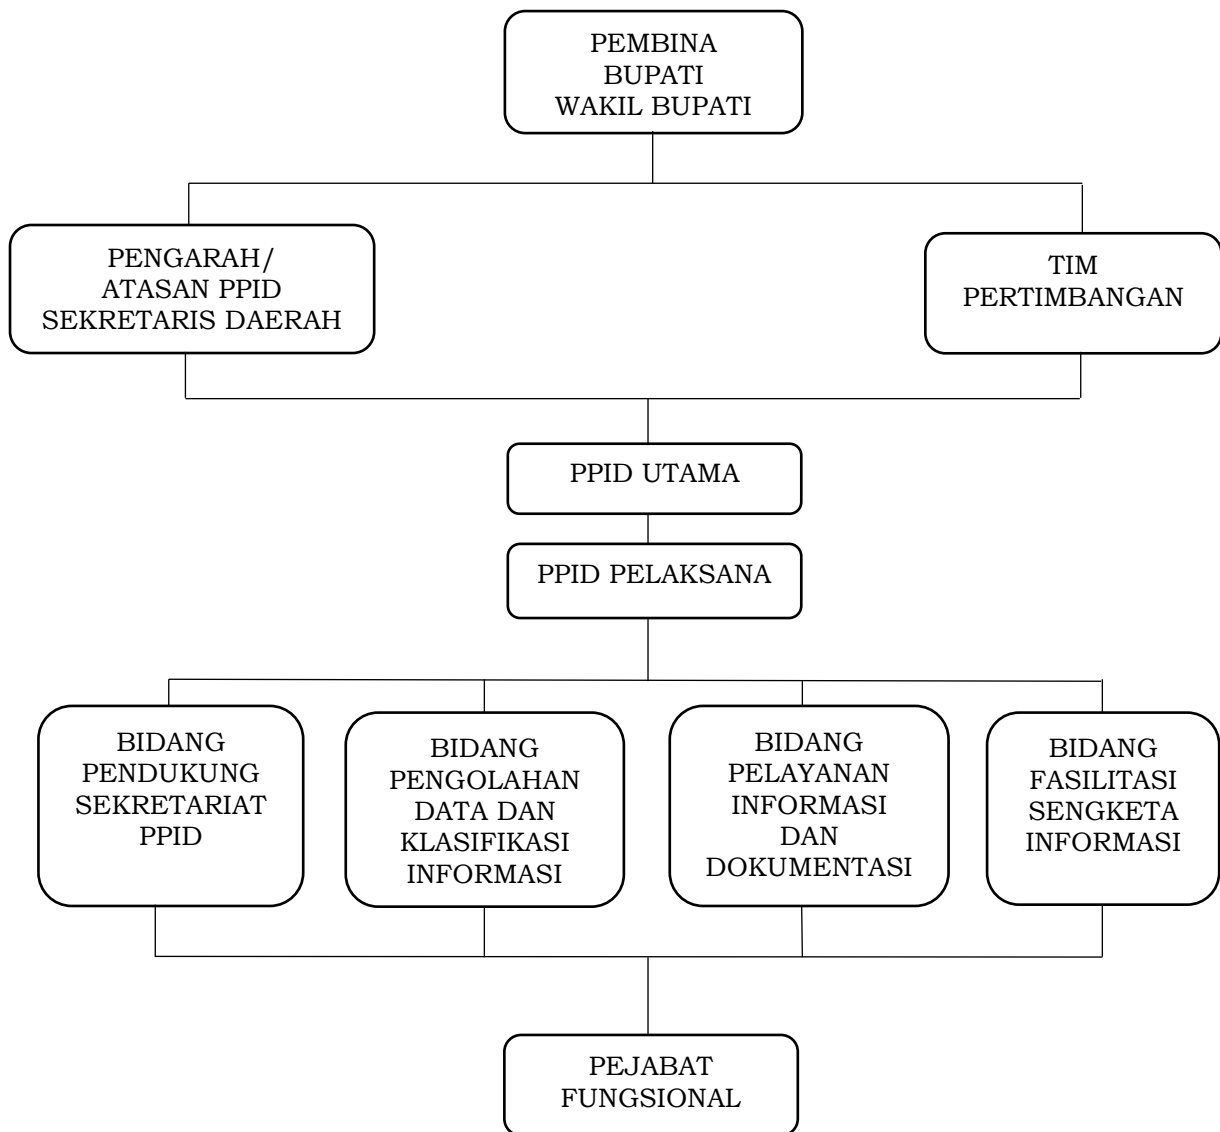 PEMBINA
BUPATI
WAKIL BUPATI
PENGARAH/
ATASAN PPID
SEKRETARIS DAERAH
TIM
PERTIMBANGAN
PPID UTAMA
PPID PELAKSANA
BIDANG
PENDUKUNG
SEKRETARIAT
PPID
BIDANG
PENGOLAHAN
DATA DAN
KLASIFIKASI
INFORMASI
BIDANG
PELAYANAN
INFORMASI
DAN
DOKUMENTASI
BIDANG
FASILITASI
SENGKETA
INFORMASI
PEJABAT
FUNGSIONAL